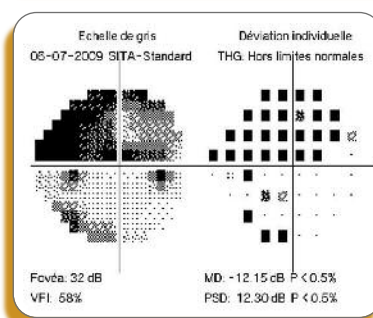 Echelle de gris
Déviation individuelle
06-07-2009 SITA-Standard
THG: Hors limites normales
Fovéa: 32 dB
VFI: 58%
MD: -12.15 dB P < 0.5%
PSD: 12.30 dB P < 0.5%